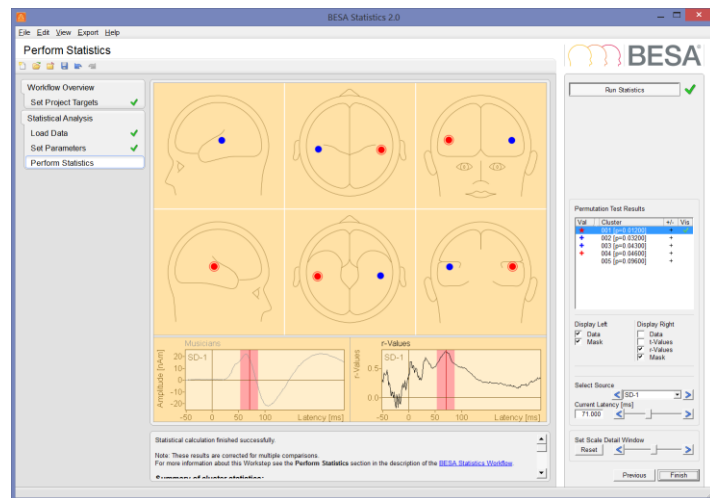 BESA Statistics 2.0
File Edit View Export Help
Perform Statistics
BESA
Workflow Overview
Set Project Targets
Statistical Analysis
Load Data
Set Parameters
Perform Statistics
Run Statistics
Permutation Test Results
Val Cluster +/- Vis
001 [p=0.01200] +
002 [p=0.03200] +
003 [p=0.04300] +
004 [p=0.04600] +
005 [p=0.09600] +
Display Left Display Right
Data Data
Mask t-Values
r-Values
Mask
Select Source
SD-1
Current Latency [ms]
71.000
Set Scale Detail Window
Reset
Previous Finish
Musicians
SD-1
Amplitude [nAm]
20
10
0
-10
-20
-50 0 50 100 Latency [ms]
r-Values
SD-1
r-Values
0.5
0.0
-50 0 50 100 Latency [ms]
Statistical calculation finished successfully.
Note: These results are corrected for multiple comparisons.
For more information about this Workstep see the Perform Statistics section in the description of the BESA Statistics Workflow.
Summary of cluster statistics: